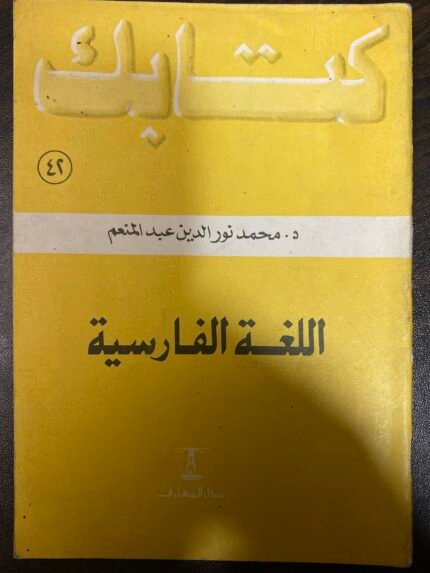 كتابك
٤٢
د. محمد نور الدين عبد المنعم
اللغة الفارسية
دار المعارف